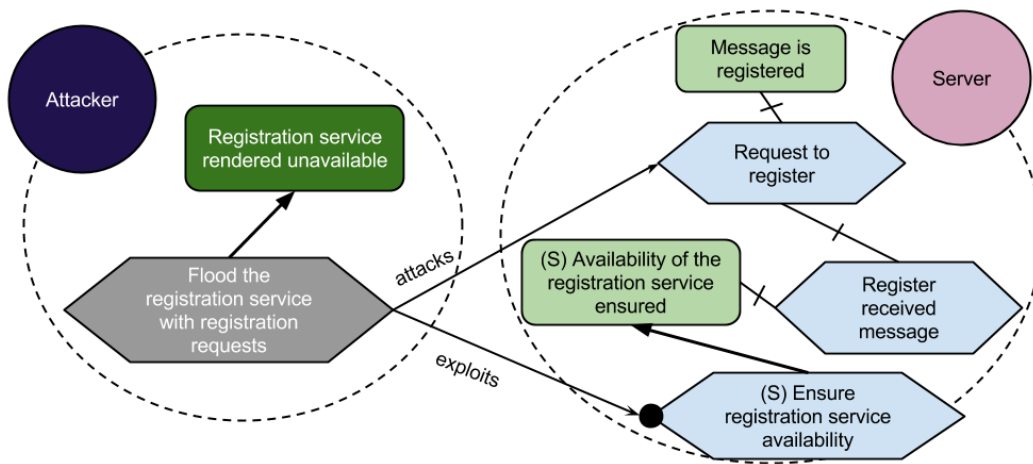 Attacker
Registration service
rendered unavailable
Flood the
registration service
with registration
requests
attacks
exploits
Message is
registered
Server
Request to
register
(S) Availability of the
registration service
ensured
Register
received
message
(S) Ensure
registration service
availability